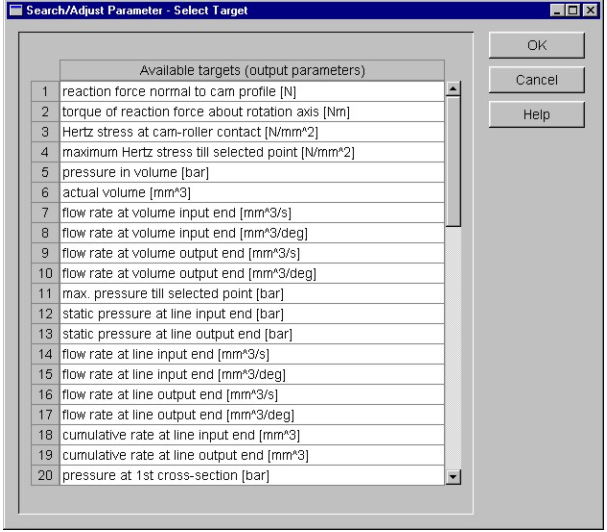 Search/Adjust Parameter - Select Target
Available targets (output parameters)
1 reaction force normal to cam profile [N]
2 torque of reaction force about rotation axis [Nm]
3 Hertz stress at cam-roller contact [N/mm^2]
4 maximum Hertz stress till selected point [N/mm^2]
5 pressure in volume [bar]
6 actual volume [mm^3]
7 flow rate at volume input end [mm^3/s]
8 flow rate at volume input end [mm^3/deg]
9 flow rate at volume output end [mm^3/s]
10 flow rate at volume output end [mm^3/deg]
11 max. pressure till selected point [bar]
12 static pressure at line input end [bar]
13 static pressure at line output end [bar]
14 flow rate at line input end [mm^3/s]
15 flow rate at line input end [mm^3/deg]
16 flow rate at line output end [mm^3/s]
17 flow rate at line output end [mm^3/deg]
18 cumulative rate at line input end [mm^3]
19 cumulative rate at line output end [mm^3]
20 pressure at 1st cross-section [bar]
OK
Cancel
Help